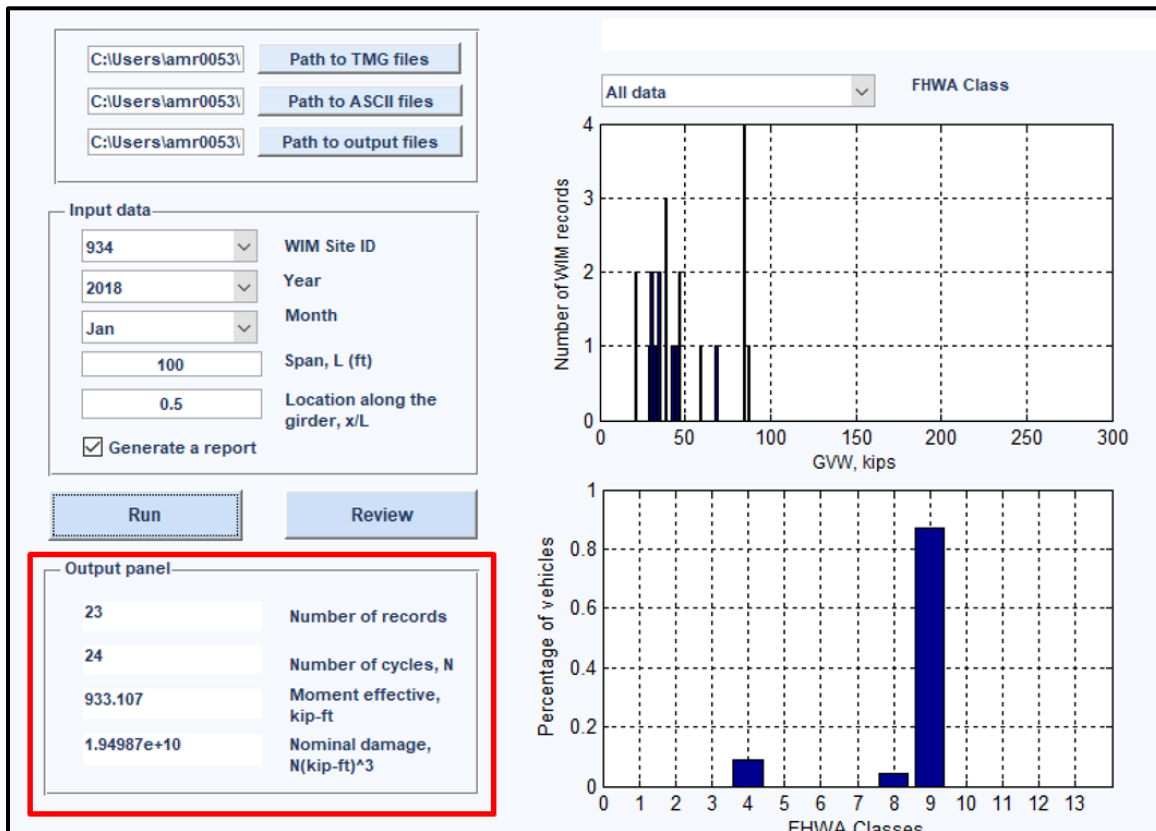 C:\Users\amr0053\
Path to TMG files
C:\Users\amr0053\
Path to ASCII files
C:\Users\amr0053\
Path to output files
Input data
934
WIM Site ID
2018
Year
Jan
Month
100
Span, L (ft)
0.5
Location along the
girder, x/L
Generate a report
Run
Review
Output panel
23
Number of records
24
Number of cycles, N
933.107
Moment effective,
kip-ft
1.94987e+10
Nominal damage,
N(kip-ft)^3
All data
FHWA Class
4
3
2
1
0
Number of WIM records
0 50 100 150 200 250 300
GVW, kips
1
0.8
0.6
0.4
0.2
0
Percentage of vehicles
0 1 2 3 4 5 6 7 8 9 10 11 12 13
FHWA Classes